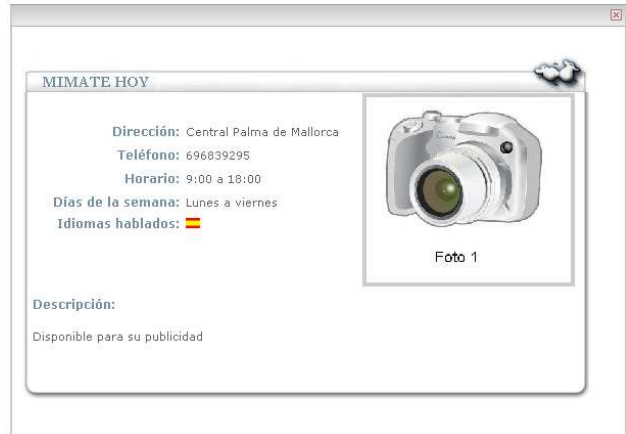 MIMATE HOY
Dirección: Central Palma de Mallorca
Teléfono: 696839295
Horario: 9:00 a 18:00
Días de la semana: Lunes a viernes
Idiomas hablados:
Foto 1
Descripción:
Disponible para su publicidad